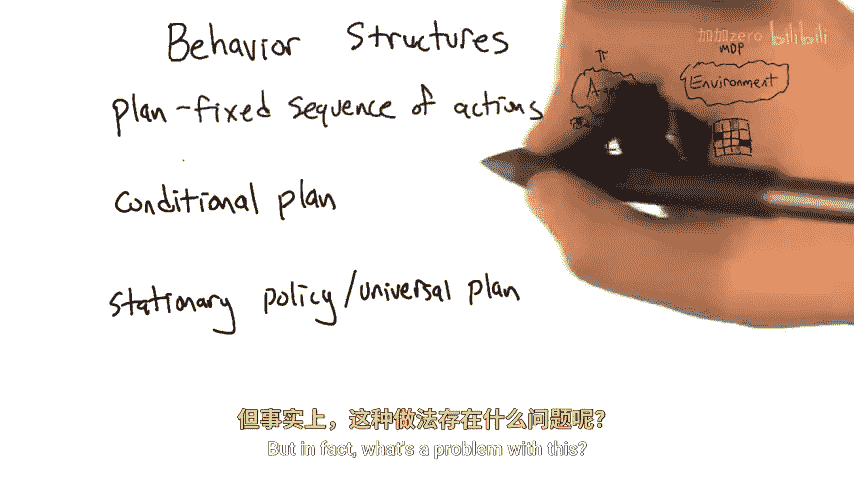 加加zero bilibili
Behavior Structures
MDP
π
Environment
plan-fixed sequence of actions
conditional plan
stationary policy/universal plan
但事实上，这种做法存在什么问题呢？
But in fact, what's a problem with this?